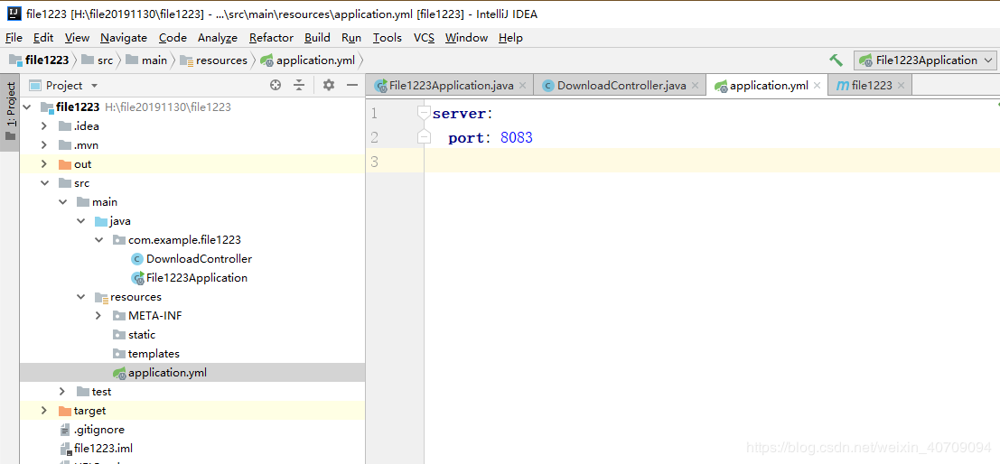 file1223 [H:\file20191130\file1223] - ...\src\main\resources\application.yml [file1223] - IntelliJ IDEA
File Edit View Navigate Code Analyze Refactor Build Run Tools VCS Window Help
file1223 src main resources application.yml File1223Application
1: Project
Project
File1223Application.java DownloadController.java application.yml file1223
file1223 H:\file20191130\file1223
.idea
.mvn
out
src
main
java
com.example.file1223
DownloadController
File1223Application
resources
META-INF
static
templates
application.yml
test
target
.gitignore
file1223.iml
1 server:
2 port: 8083
3
https://blog.csdn.net/weixin_40709094